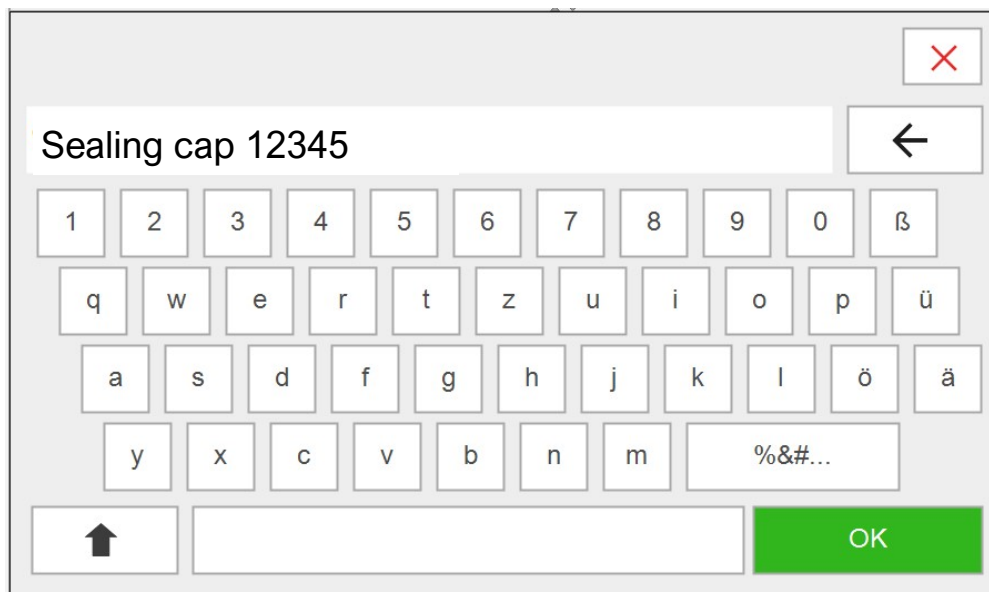 Sealing cap 12345
1 2 3 4 5 6 7 8 9 0 ß
q w e r t z u i o p ü
a s d f g h j k l ö ä
y x c v b n m %&#...
OK